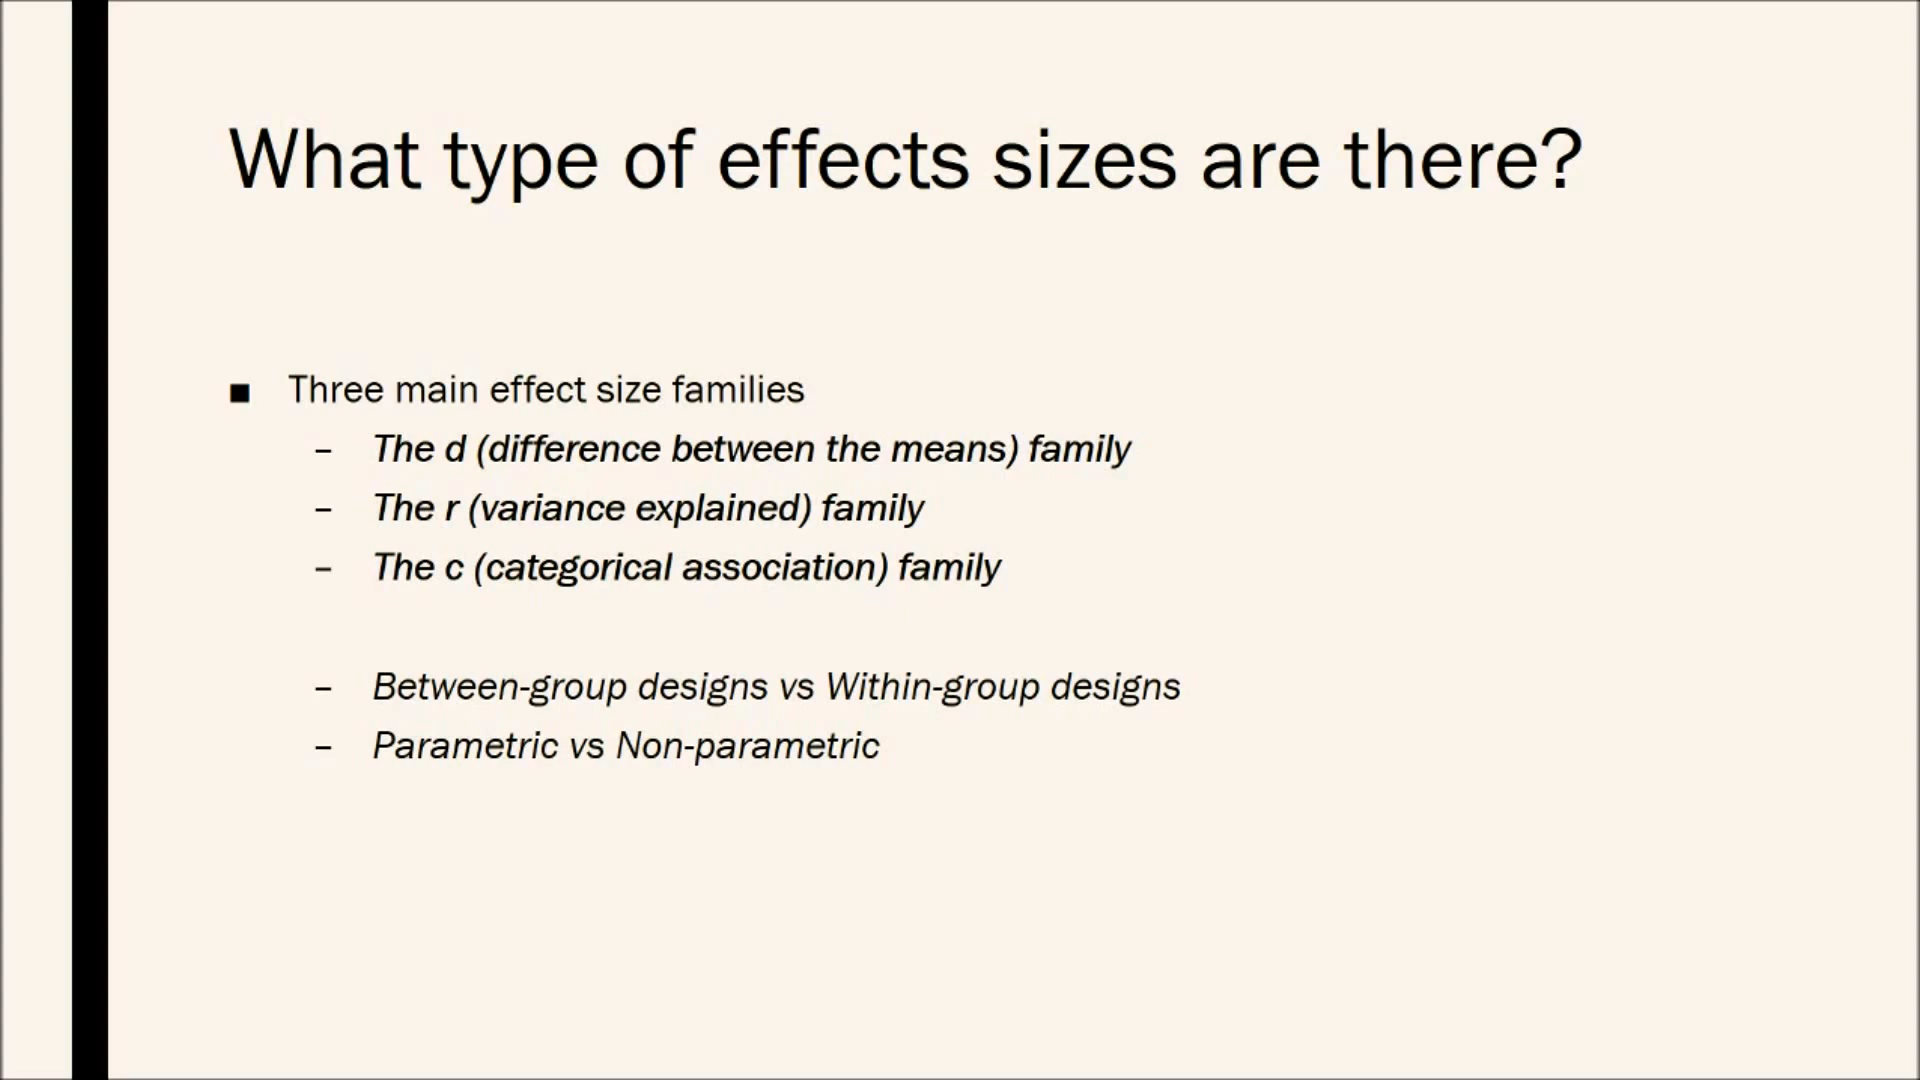 What type of effects sizes are there?
■ Three main effect size families
– The d (difference between the means) family
– The r (variance explained) family
– The c (categorical association) family
– Between-group designs vs Within-group designs
– Parametric vs Non-parametric